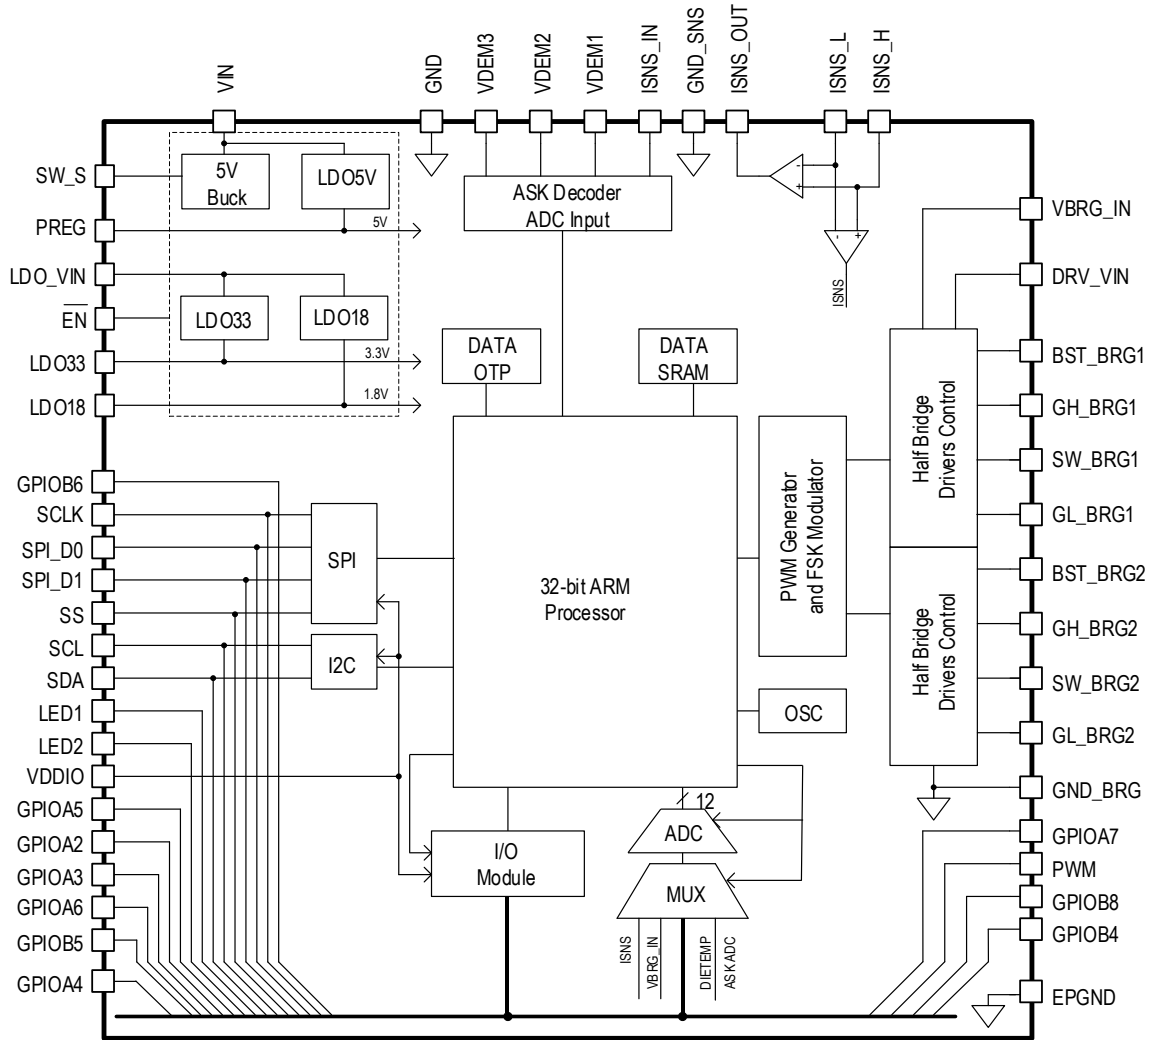 VIN
GND
VDEM3
VDEM2
VDEM1
ISNS_IN
GND_SNS
ISNS_OUT
ISNS_L
ISNS_H
SW_S
PREG
LDO_VIN
EN
LDO33
LDO18
GPIOB6
SCLK
SPI_D0
SPI_D1
SS
SCL
SDA
LED1
LED2
VDDIO
GPIOA5
GPIOA2
GPIOA3
GPIOA6
GPIOB5
GPIOA4
5V
Buck
LDO5V
5V
LDO33
LDO18
3.3V
1.8V
ASK Decoder
ADC Input
-
+
-
+
ISNS
DATA
OTP
DATA
SRAM
SPI
I2C
32-bit ARM
Processor
PWM Generator
and FSK Modulator
OSC
Half Bridge
Drivers Control
Half Bridge
Drivers Control
I/O
Module
12
ADC
MUX
ISNS
VBRG_IN
DIETEMP
ASKADC
VBRG_IN
DRV_VIN
BST_BRG1
GH_BRG1
SW_BRG1
GL_BRG1
BST_BRG2
GH_BRG2
SW_BRG2
GL_BRG2
GND_BRG
GPIOA7
PWM
GPIOB8
GPIOB4
EPGND